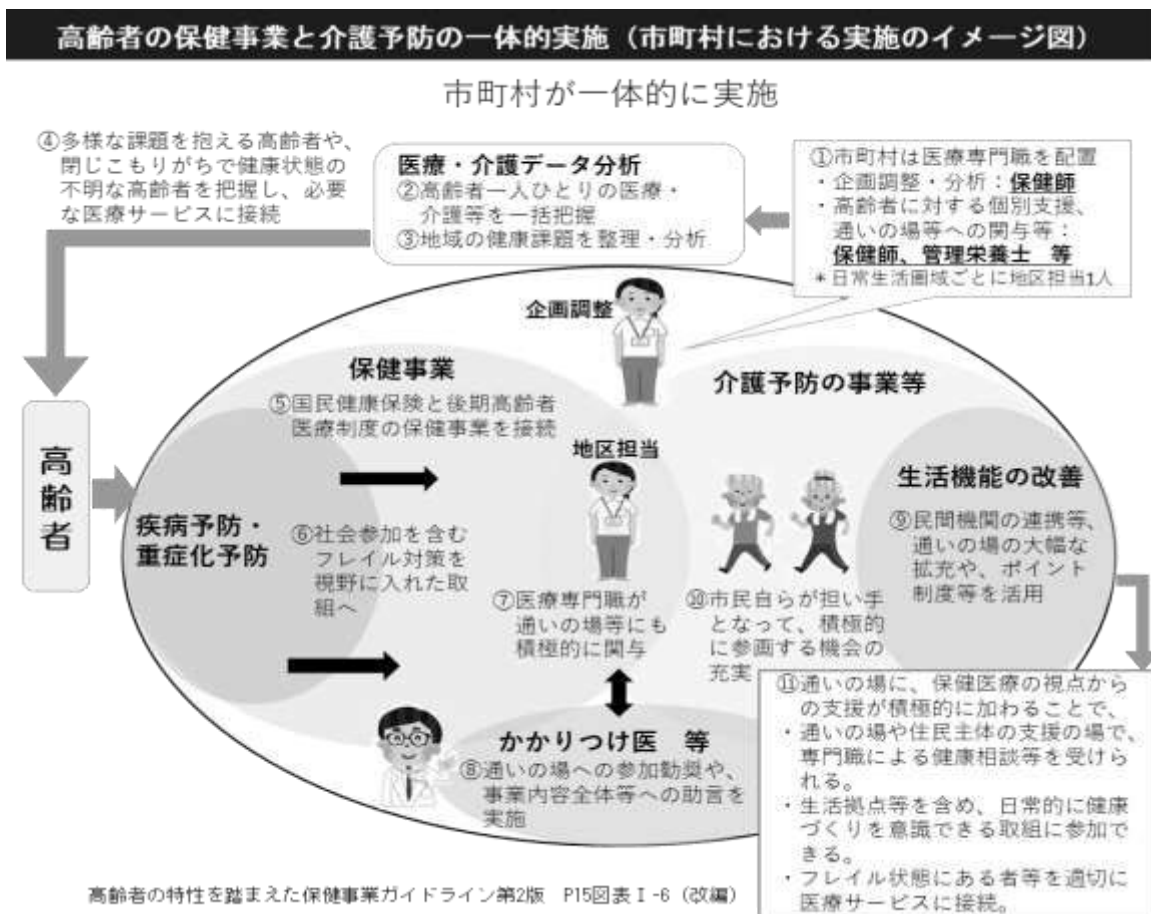 高齢者の保健事業と介護予防の一体的実施（市町村における実施のイメージ図）
市町村が一体的に実施
④多様な課題を抱える高齢者や、
閉じこもりがちで健康状態の
不明な高齢者を把握し、必要
な医療サービスに接続
医療・介護データ分析
②高齢者一人ひとりの医療・
介護等を一括把握
③地域の健康課題を整理・分析
①市町村は医療専門職を配置
・企画調整・分析：保健師
・高齢者に対する個別支援、
通いの場等への関与等：
保健師、管理栄養士　等
＊日常生活圏域ごとに地区担当1人
企画調整
保健事業
⑤国民健康保険と後期高齢者
医療制度の保健事業を接続
介護予防の事業等
高齢者
疾病予防・
重症化予防
⑥社会参加を含む
フレイル対策を
視野に入れた取
組へ
地区担当
⑦医療専門職が
通いの場等にも
積極的に関与
⑩市民自らが担い手
となって、積極的
に参画する機会の
充実
生活機能の改善
⑨民間機関の連携等、
通いの場の大幅な
拡充や、ポイント
制度等を活用
かかりつけ医　等
⑧通いの場への参加勧奨や、
事業内容全体等への助言を
実施
⑪通いの場に、保健医療の視点から
の支援が積極的に加わることで、
・通いの場や住民主体の支援の場で、
専門職による健康相談等を受けら
れる。
・生活拠点等を含め、日常的に健康
づくりを意識できる取組に参加で
きる。
・フレイル状態にある者等を適切に
医療サービスに接続。
高齢者の特性を踏まえた保健事業ガイドライン第2版　P15図表Ⅰ-6（改編）